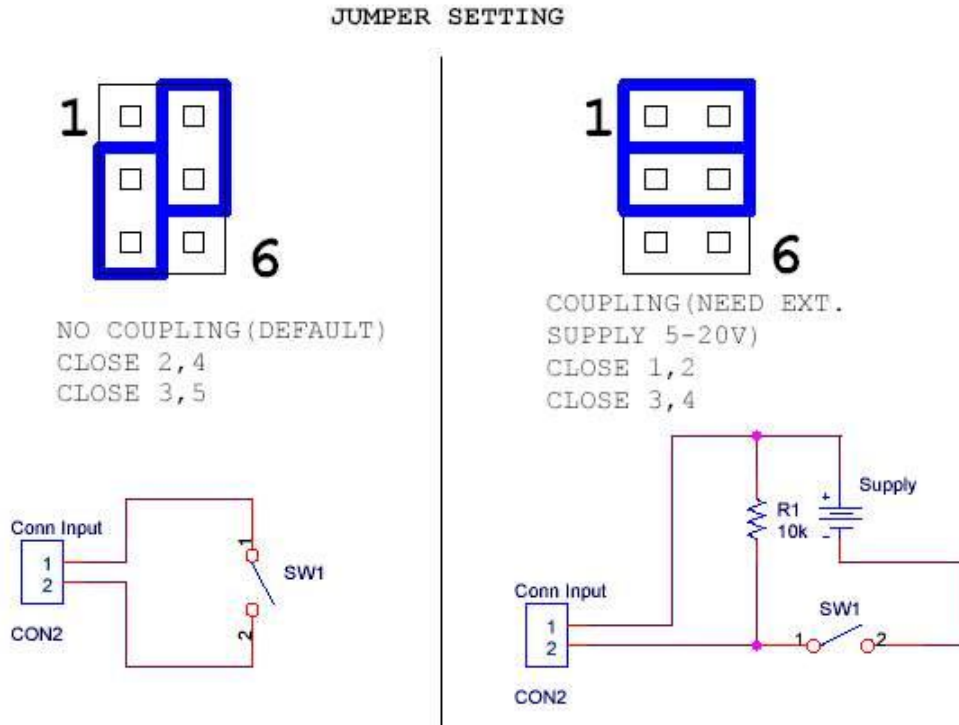 JUMPER SETTING
1
6
NO COUPLING(DEFAULT)
CLOSE 2,4
CLOSE 3,5
Conn Input
1
2
CON2
1
SW1
2
1
6
COUPLING(NEED EXT.
SUPPLY 5-20V)
CLOSE 1,2
CLOSE 3,4
R1
10k
+
Supply
-
Conn Input
1
2
CON2
SW1
1
2